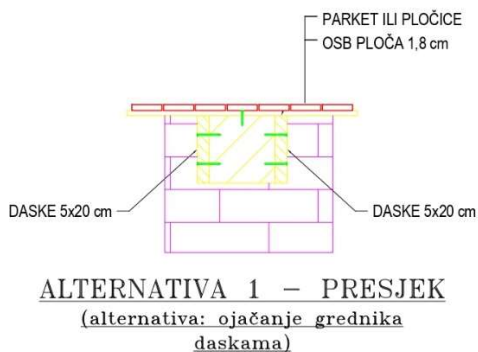 PARKET ILI PLOČICE
OSB PLOČA 1,8 cm
DASKE 5x20 cm
DASKE 5x20 cm
ALTERNATIVA 1 – PRESJEK
(alternativa: ojačanje grednika
daskama)